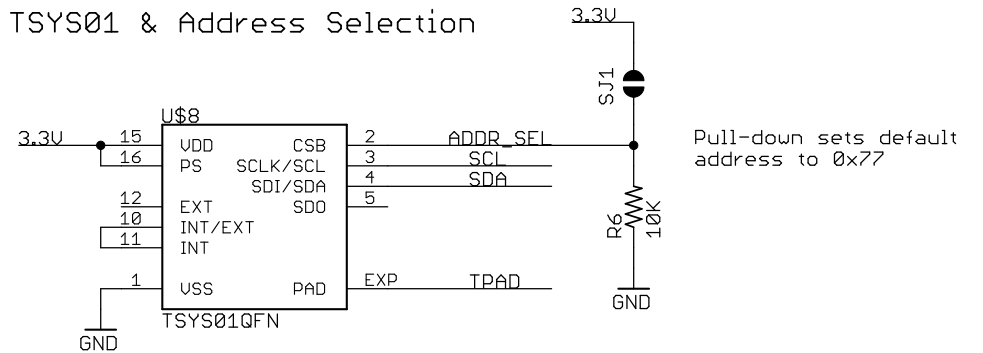 TSYS01 & Address Selection
3.3V
SJ1
U$8
3.3V 15 VDD CSB 2 ADDR_SEL
16 PS SCLK/SCL 3 SCL
SDI/SDA 4 SDA
12 EXT SDO 5
10 INT/EXT
11 INT
1 VSS PAD EXP TPAD
TSYS01QFN
GND
R6 10K
GND
Pull-down sets default
address to 0x77